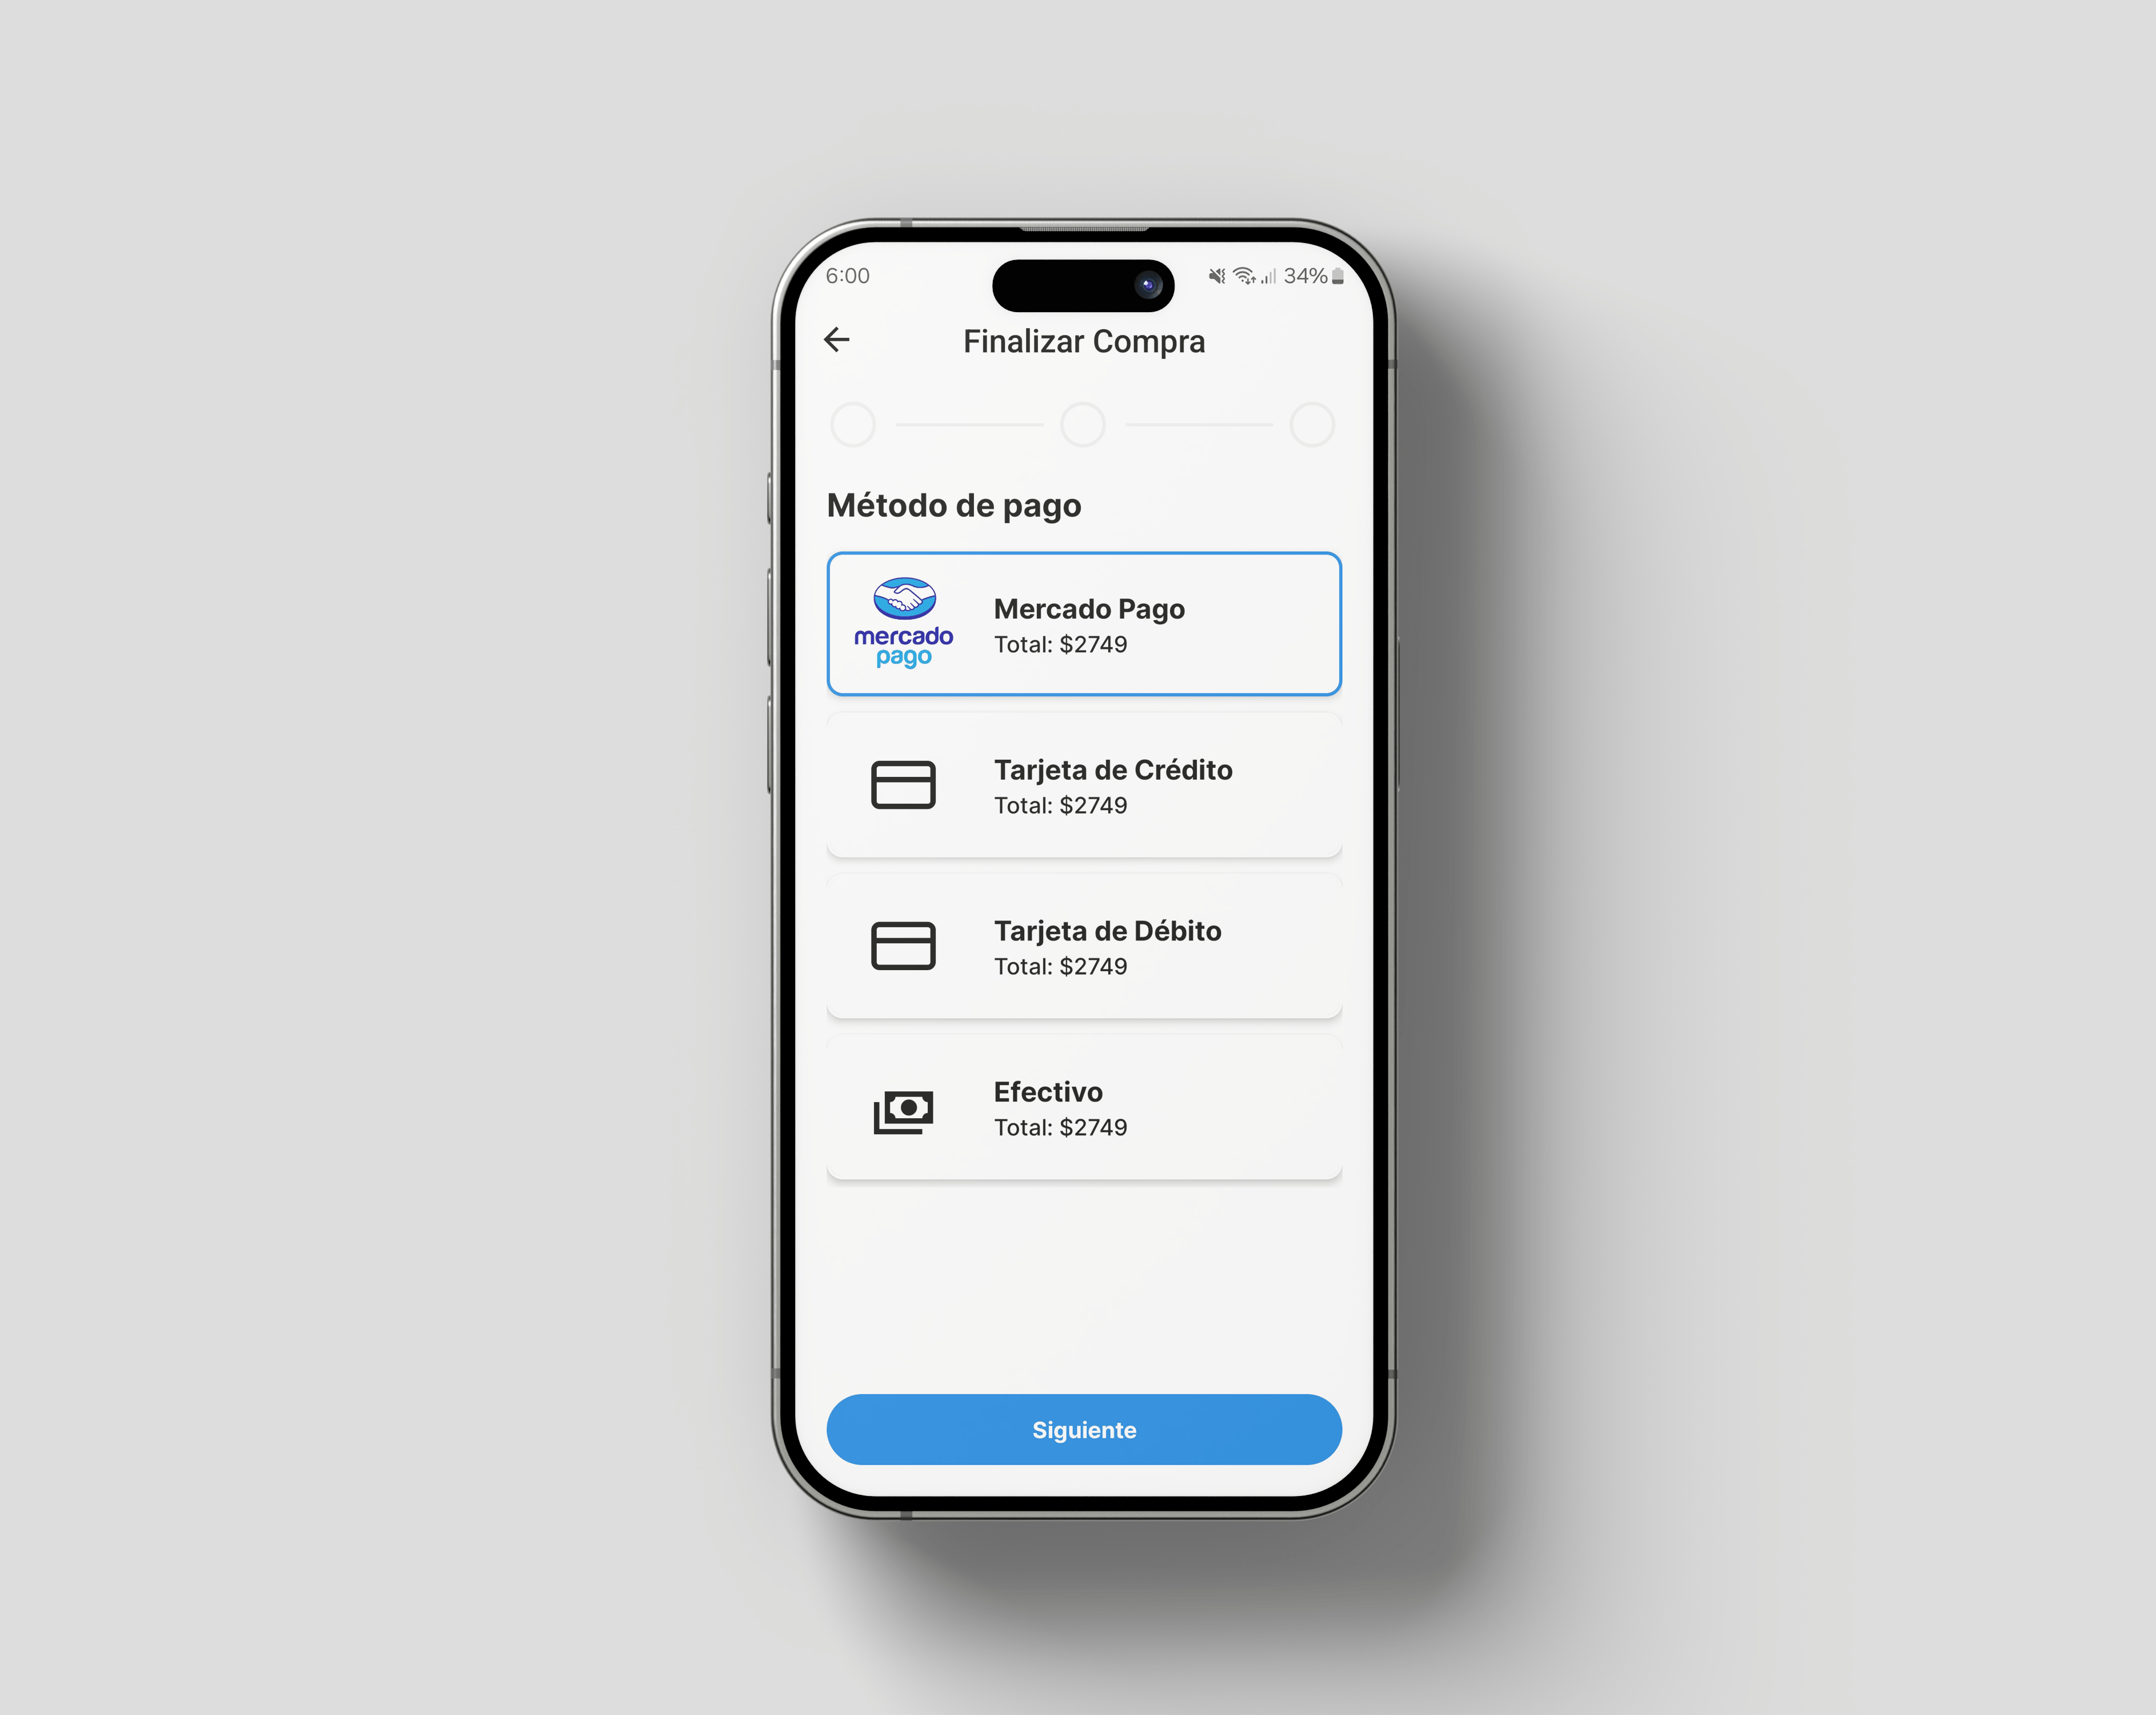 6:00
34%
Finalizar Compra
Método de pago
mercado
pago
Mercado Pago
Total: $2749
Tarjeta de Crédito
Total: $2749
Tarjeta de Débito
Total: $2749
Efectivo
Total: $2749
Siguiente